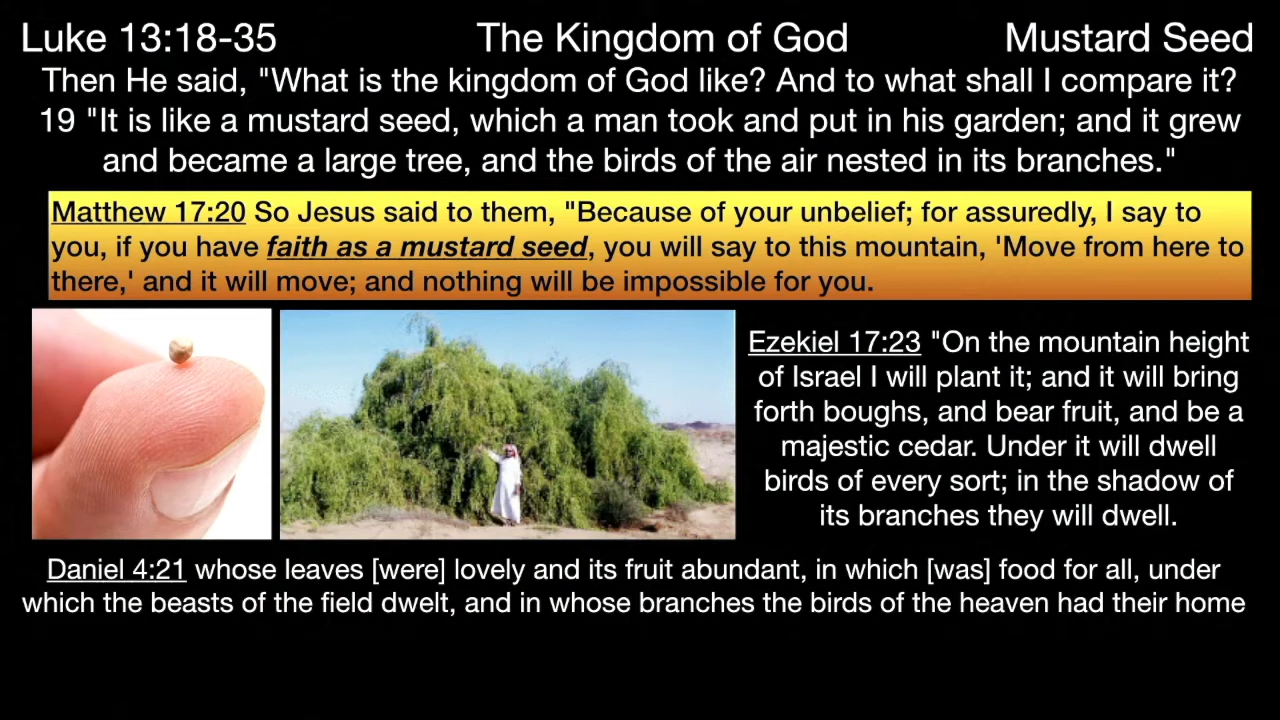 Luke 13:18-35 The Kingdom of God Mustard Seed
Then He said, "What is the kingdom of God like? And to what shall I compare it?
19 "It is like a mustard seed, which a man took and put in his garden; and it grew
and became a large tree, and the birds of the air nested in its branches."
Matthew 17:20 So Jesus said to them, "Because of your unbelief; for assuredly, I say to
you, if you have faith as a mustard seed, you will say to this mountain, 'Move from here to
there,' and it will move; and nothing will be impossible for you.
Ezekiel 17:23 "On the mountain height
of Israel I will plant it; and it will bring
forth boughs, and bear fruit, and be a
majestic cedar. Under it will dwell
birds of every sort; in the shadow of
its branches they will dwell.
Daniel 4:21 whose leaves [were] lovely and its fruit abundant, in which [was] food for all, under
which the beasts of the field dwelt, and in whose branches the birds of the heaven had their home